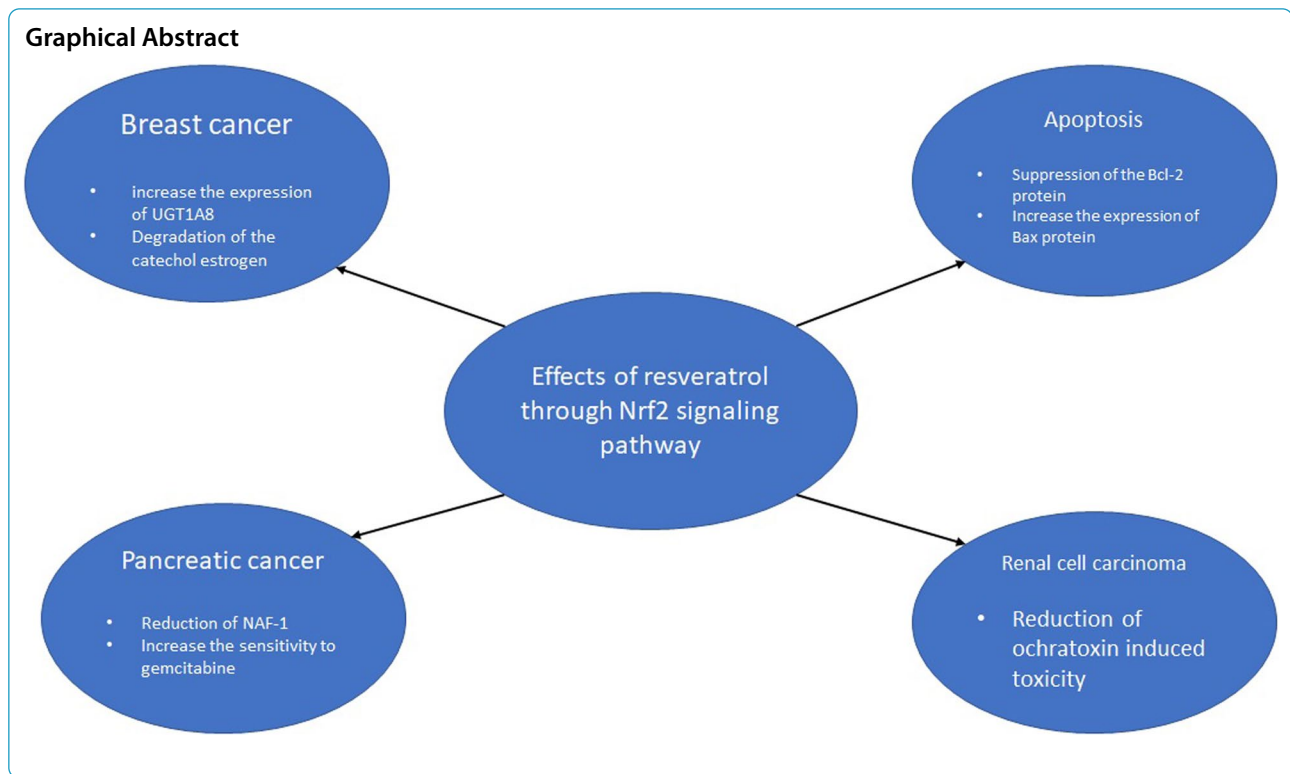 Graphical Abstract
Breast cancer
• increase the expression
of UGT1A8
• Degradation of the
catechol estrogen
Apoptosis
• Suppression of the Bcl-2
protein
• Increase the expression of
Bax protein
Effects of resveratrol
through Nrf2 signaling
pathway
Pancreatic cancer
• Reduction of NAF-1
• Increase the sensitivity to
gemcitabine
Renal cell carcinoma
• Reduction of
ochratoxin induced
toxicity